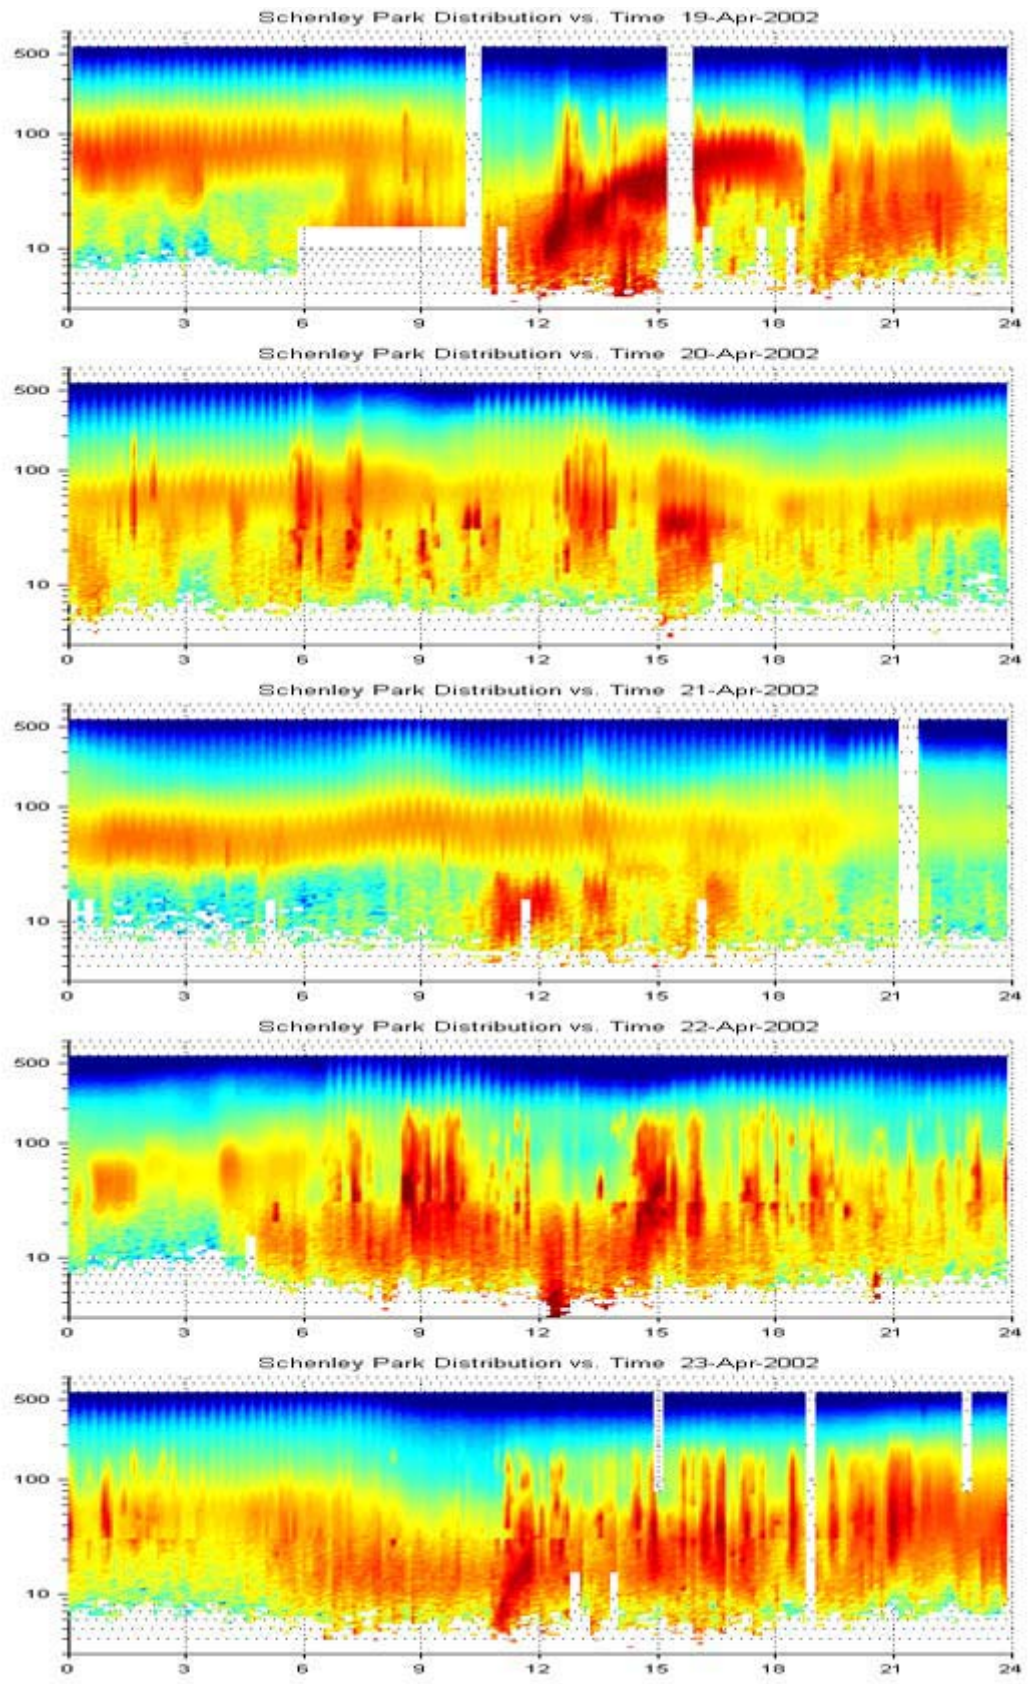 Schenley Park Distribution vs. Time 19-Apr-2002
500
100
10
0 3 6 9 12 15 18 21 24
Schenley Park Distribution vs. Time 20-Apr-2002
500
100
10
0 3 6 9 12 15 18 21 24
Schenley Park Distribution vs. Time 21-Apr-2002
500
100
10
0 3 6 9 12 15 18 21 24
Schenley Park Distribution vs. Time 22-Apr-2002
500
100
10
0 3 6 9 12 15 18 21 24
Schenley Park Distribution vs. Time 23-Apr-2002
500
100
10
0 3 6 9 12 15 18 21 24